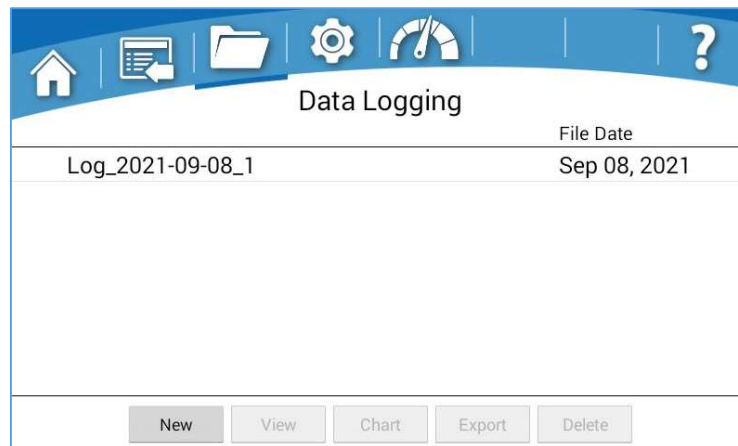 ?
Data Logging
File Date
Log_2021-09-08_1 Sep 08, 2021
New View Chart Export Delete